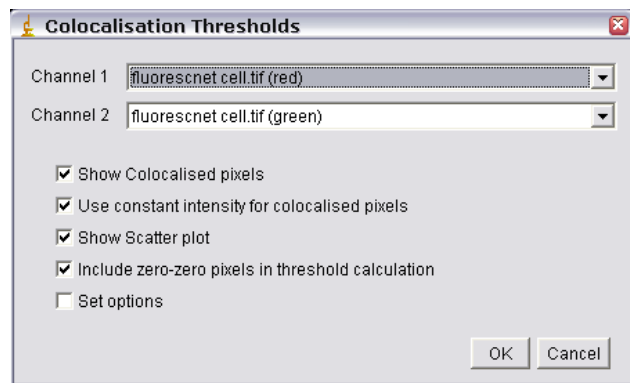 Colocalisation Thresholds
Channel 1 fluorescnet cell.tif (red)
Channel 2 fluorescnet cell.tif (green)
Show Colocalised pixels
Use constant intensity for colocalised pixels
Show Scatter plot
Include zero-zero pixels in threshold calculation
Set options
OK Cancel